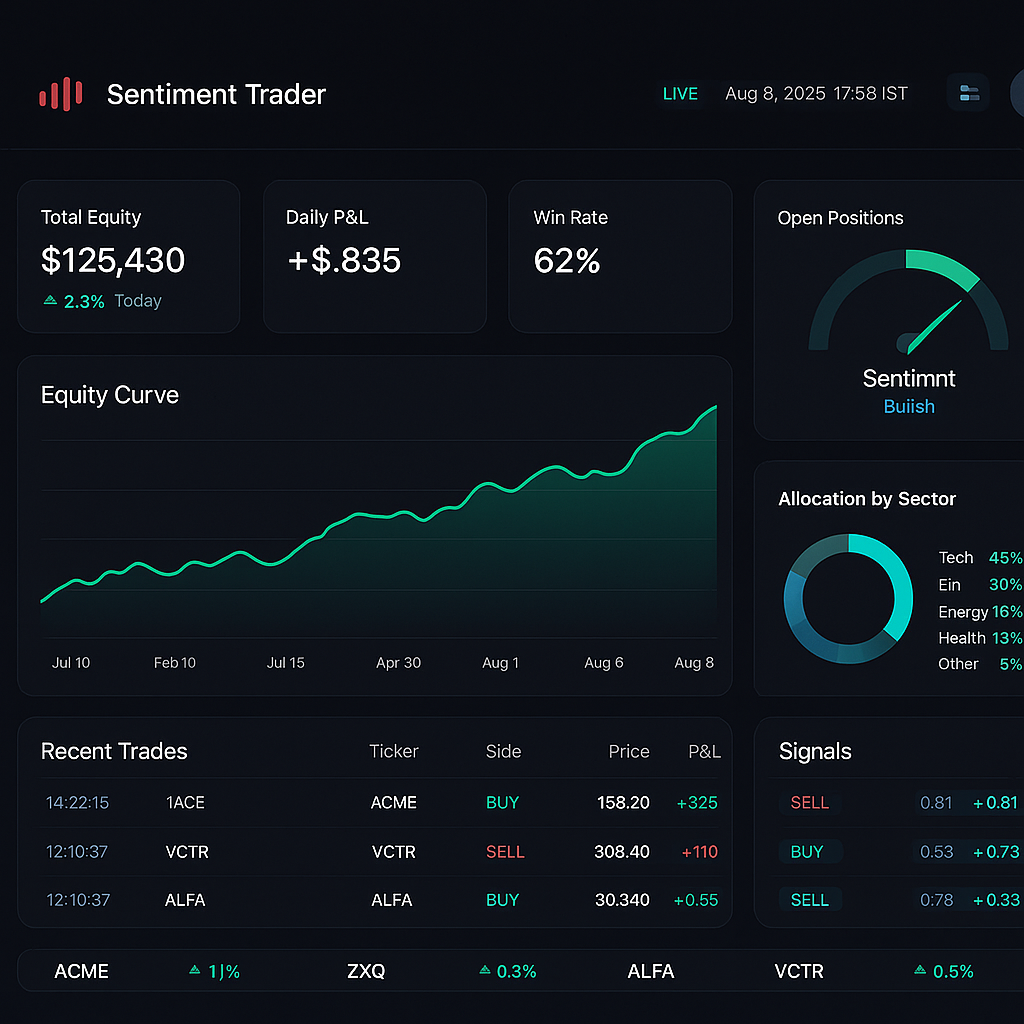 Sentiment Trader
LIVE Aug 8, 2025 17:58 IST
Total Equity
$125,430
2.3% Today
Daily P&L
+$.835
Win Rate
62%
Open Positions
Sentimnt
Buiish
Equity Curve
Jul 10 Feb 10 Jul 15 Apr 30 Aug 1 Aug 6 Aug 8
Allocation by Sector
Tech 45%
Ein 30%
Energy 16%
Health 13%
Other 5%
Recent Trades Ticker Side Price P&L
14:22:15 1ACE ACME BUY 158.20 +325
12:10:37 VCTR VCTR SELL 308.40 +110
12:10:37 ALFA ALFA BUY 30.340 +0.55
Signals
SELL 0.81 +0.81
BUY 0.53 +0.73
SELL 0:78 +0.33
ACME ZXQ 0.3% ALFA VCTR 0.5%